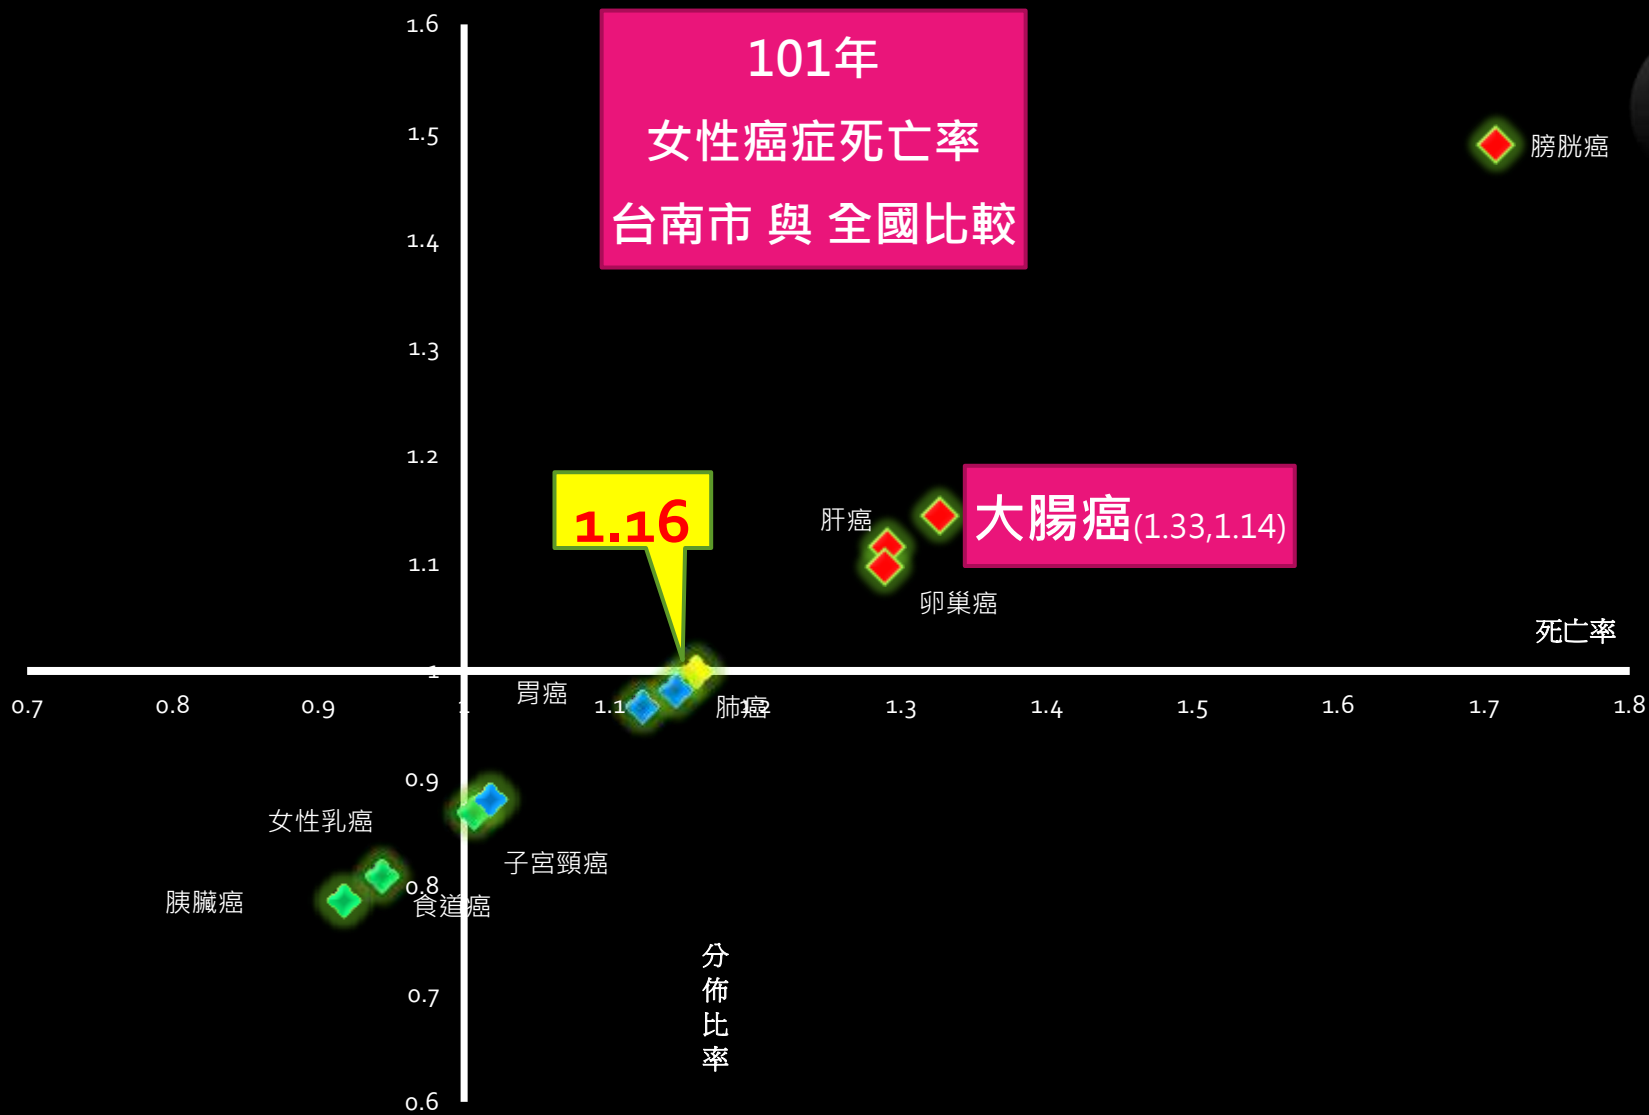 101年
女性癌症死亡率
台南市 與 全國比較
1.6
1.5
1.4
1.3
1.2
1.1
1
0.9
0.8
0.7
0.6
膀胱癌
1.16
肝癌
大腸癌(1.33,1.14)
卵巢癌
死亡率
胃癌
肺癌
0.7 0.8 0.9 1 1.1 1.2 1.3 1.4 1.5 1.6 1.7 1.8
女性乳癌
子宮頸癌
胰臟癌
食道癌
分佈比率